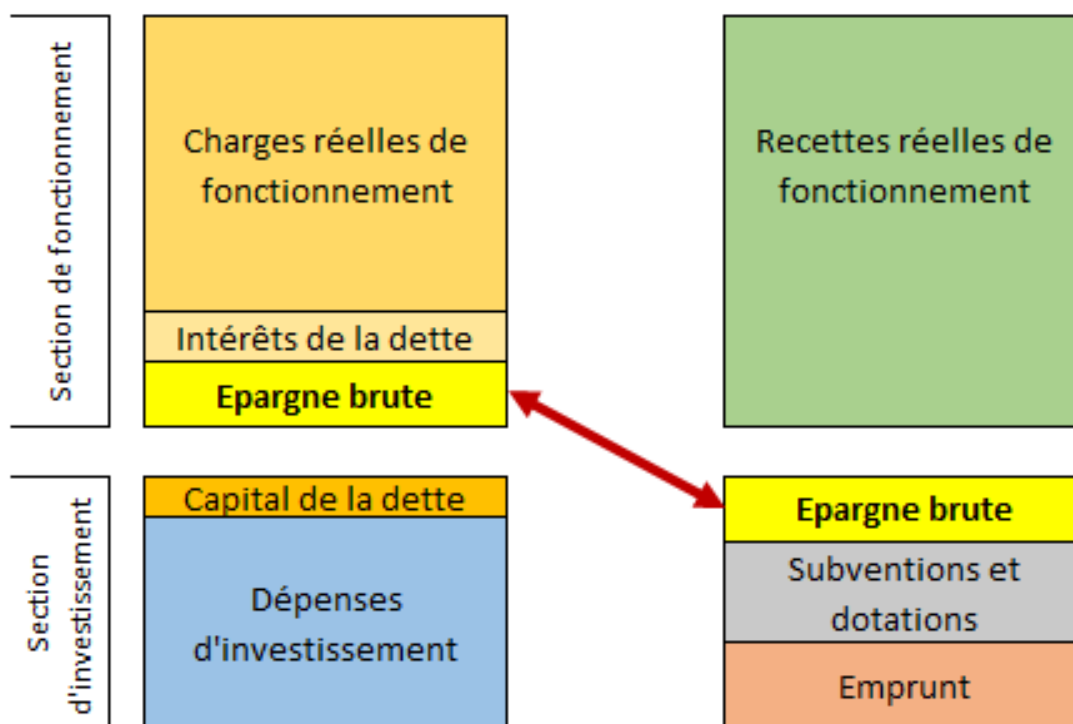 Section de fonctionnement
Charges réelles de
fonctionnement
Intérêts de la dette
Epargne brute
Recettes réelles de
fonctionnement
Section
d'investissement
Capital de la dette
Dépenses
d'investissement
Epargne brute
Subventions et
dotations
Emprunt